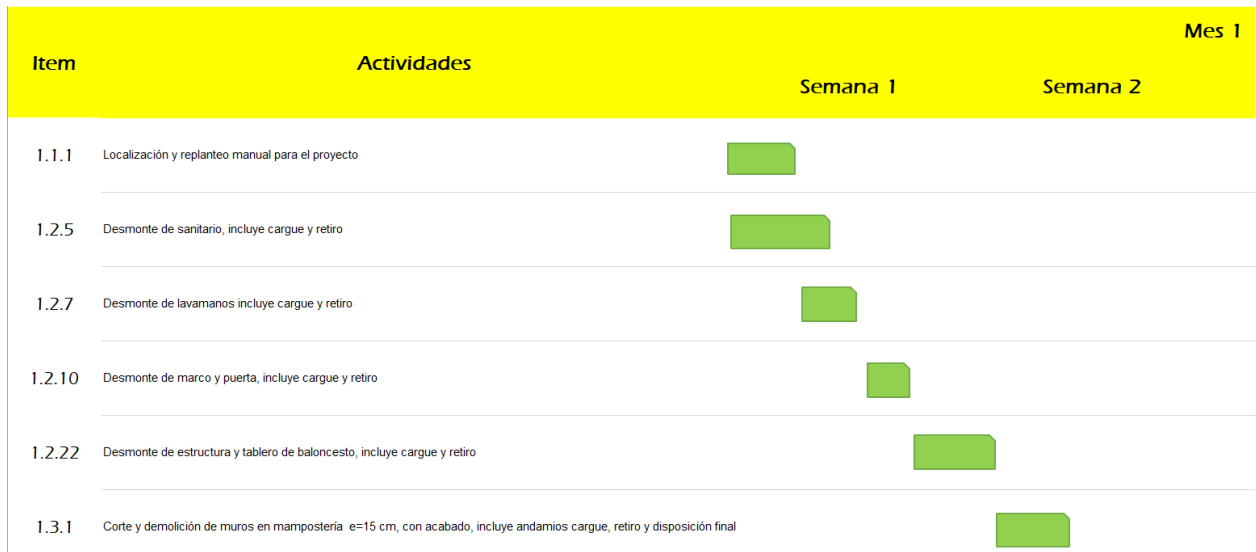 Mes 1
Item Actividades
Semana 1 Semana 2
1.1.1 Localización y replanteo manual para el proyecto
1.2.5 Desmonte de sanitario, incluye cargue y retiro
1.2.7 Desmonte de lavamanos incluye cargue y retiro
1.2.10 Desmonte de marco y puerta, incluye cargue y retiro
1.2.22 Desmonte de estructura y tablero de baloncesto, incluye cargue y retiro
1.3.1 Corte y demolición de muros en mampostería e=15 cm, con acabado, incluye andamios cargue, retiro y disposición final